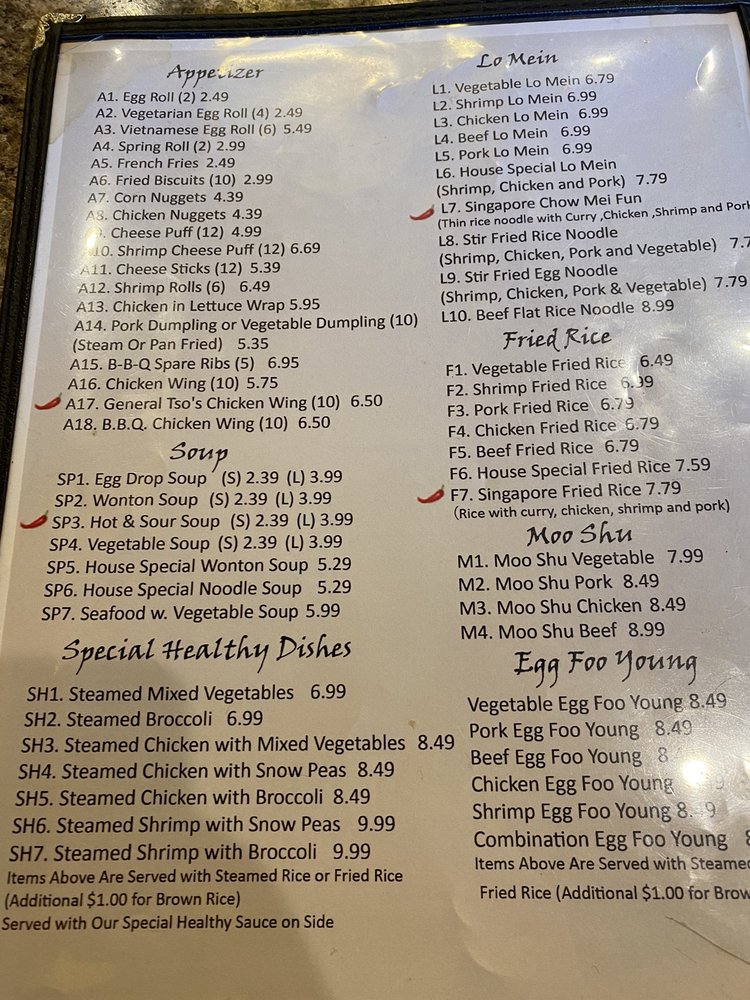 Appetizer
A1. Egg Roll (2) 2.49
A2. Vegetarian Egg Roll (4) 2.49
A3. Vietnamese Egg Roll (6) 5.49
A4. Spring Roll (2) 2.99
A5. French Fries 2.49
A6. Fried Biscuits (10) 2.99
A7. Corn Nuggets 4.39
A8. Chicken Nuggets 4.39
Cheese Puff (12) 4.99
A10. Shrimp Cheese Puff (12) 6.69
A11. Cheese Sticks (12) 5.39
A12. Shrimp Rolls (6) 6.49
A13. Chicken in Lettuce Wrap 5.95
A14. Pork Dumpling or Vegetable Dumpling (10)
(Steam Or Pan Fried) 5.35
A15. B-B-Q Spare Ribs (5) 6.95
A16. Chicken Wing (10) 5.75
A17. General Tso's Chicken Wing (10) 6.50
A18. B.B.Q. Chicken Wing (10) 6.50
Soup
SP1. Egg Drop Soup (S) 2.39 (L) 3.99
SP2. Wonton Soup (S) 2.39 (L) 3.99
SP3. Hot & Sour Soup (S) 2.39 (L) 3.99
SP4. Vegetable Soup (S) 2.39 (L) 3.99
SP5. House Special Wonton Soup 5.29
SP6. House Special Noodle Soup 5.29
SP7. Seafood w. Vegetable Soup 5.99
Special Healthy Dishes
SH1. Steamed Mixed Vegetables 6.99
SH2. Steamed Broccoli 6.99
SH3. Steamed Chicken with Mixed Vegetables 8.49
SH4. Steamed Chicken with Snow Peas 8.49
SH5. Steamed Chicken with Broccoli 8.49
SH6. Steamed Shrimp with Snow Peas 9.99
SH7. Steamed Shrimp with Broccoli 9.99
Items Above Are Served with Steamed Rice or Fried Rice
(Additional $1.00 for Brown Rice)
Served with Our Special Healthy Sauce on Side
Lo Mein
L1. Vegetable Lo Mein 6.79
L2. Shrimp Lo Mein 6.99
L3. Chicken Lo Mein 6.99
L4. Beef Lo Mein 6.99
L5. Pork Lo Mein 6.99
L6. House Special Lo Mein
(Shrimp, Chicken and Pork) 7.79
L7. Singapore Chow Mei Fun
(Thin rice noodle with Curry ,Chicken ,Shrimp and Pork
L8. Stir Fried Rice Noodle
(Shrimp, Chicken, Pork and Vegetable) 7.7
L9. Stir Fried Egg Noodle
(Shrimp, Chicken, Pork & Vegetable) 7.79
L10. Beef Flat Rice Noodle 8.99
Fried Rice
F1. Vegetable Fried Rice 6.49
F2. Shrimp Fried Rice 6.99
F3. Pork Fried Rice 6.79
F4. Chicken Fried Rice 6.79
F5. Beef Fried Rice 6.79
F6. House Special Fried Rice 7.59
F7. Singapore Fried Rice 7.79
(Rice with curry, chicken, shrimp and pork)
Moo Shu
M1. Moo Shu Vegetable 7.99
M2. Moo Shu Pork 8.49
M3. Moo Shu Chicken 8.49
M4. Moo Shu Beef 8.99
Egg Foo Young
Vegetable Egg Foo Young 8.49
Pork Egg Foo Young 8.49
Beef Egg Foo Young
Chicken Egg Foo Young
Shrimp Egg Foo Young
Combination Egg Foo Young
Items Above Are Served with Steamed
Fried Rice (Additional $1.00 for Brow